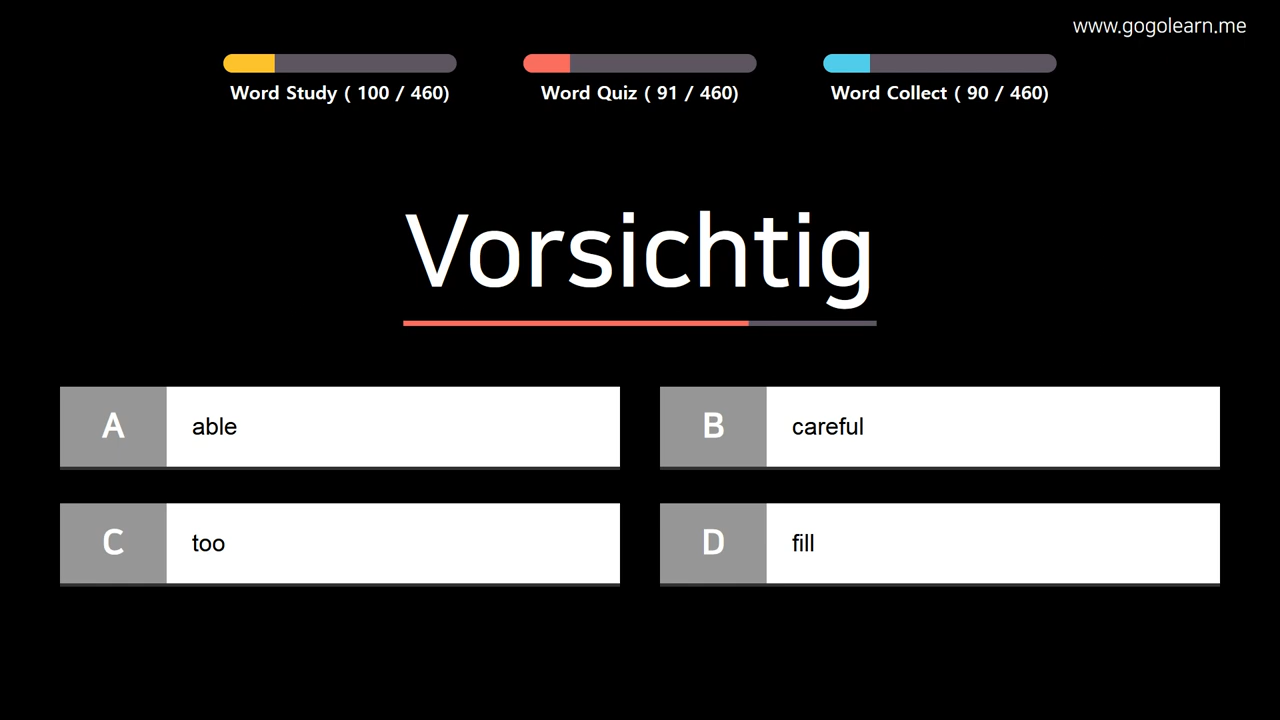 www.gogolearn.me
Word Study ( 100 / 460)
Word Quiz ( 91 / 460)
Word Collect ( 90 / 460)
Vorsichtig
A able
B careful
C too
D fill